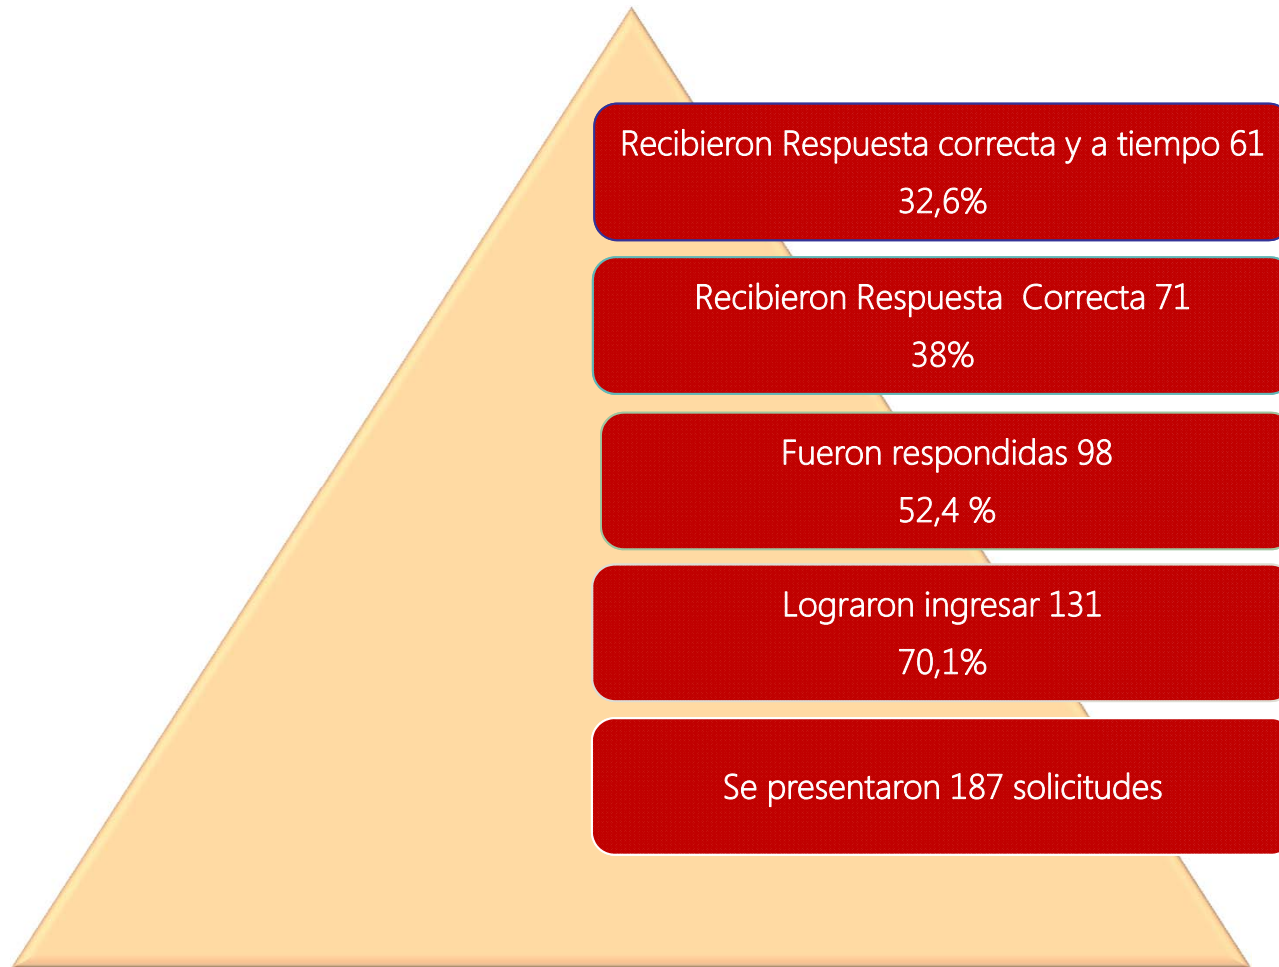 Recibieron Respuesta correcta y a tiempo 61
32,6%
Recibieron Respuesta Correcta 71
38%
Fueron respondidas 98
52,4 %
Lograron ingresar 131
70,1%
Se presentaron 187 solicitudes